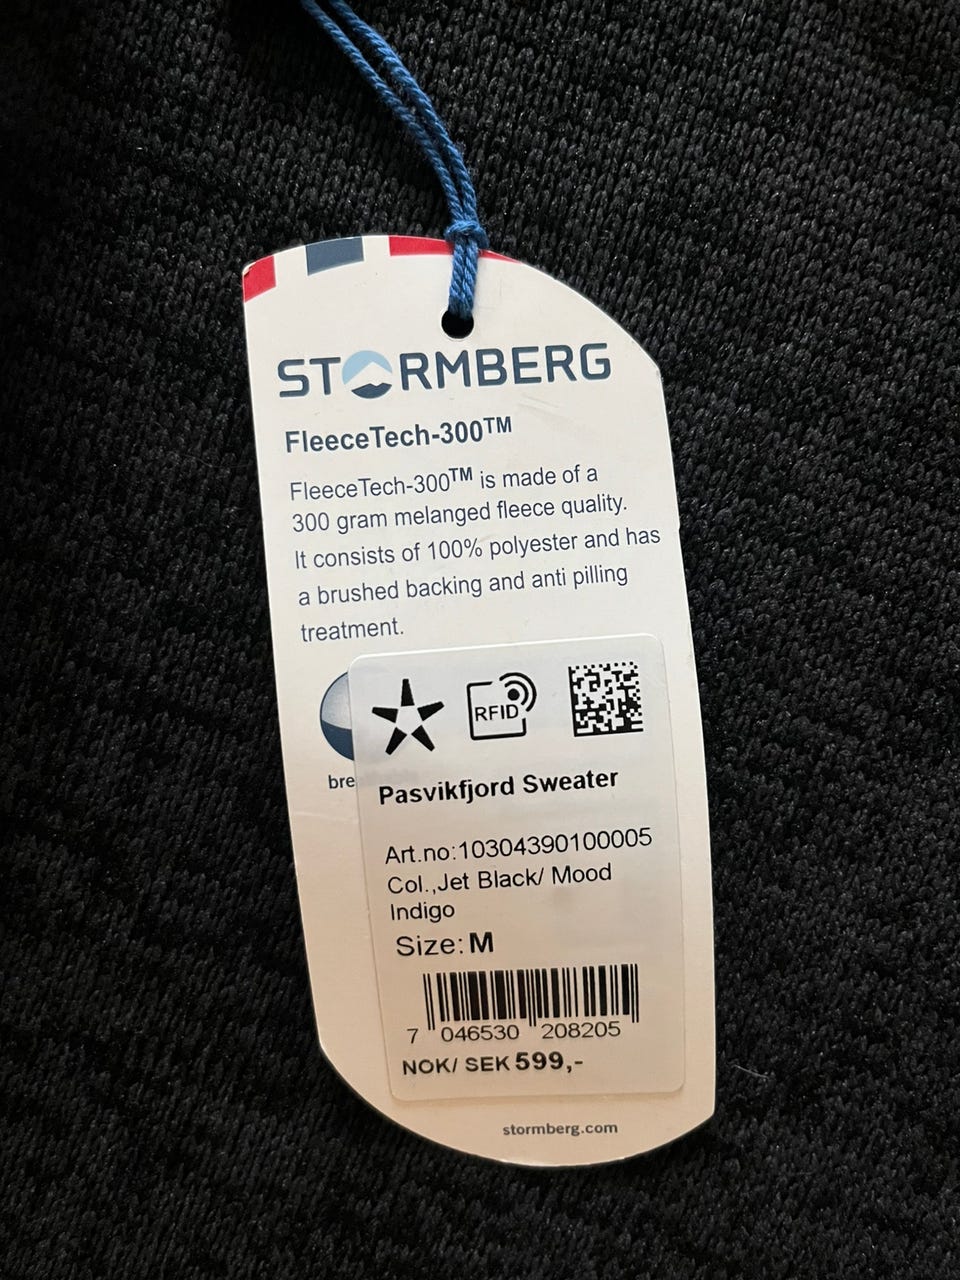 STORMBERG
FleeceTech-300™
FleeceTech-300™ is made of a
300 gram melanged fleece quality.
It consists of 100% polyester and has
a brushed backing and anti pilling
treatment.
RFID
bre
Pasvikfjord Sweater
Art.no:10304390100005
Col.,Jet Black/ Mood
Indigo
Size: M
7 046530 208205
NOK/ SEK 599,-
stormberg.com